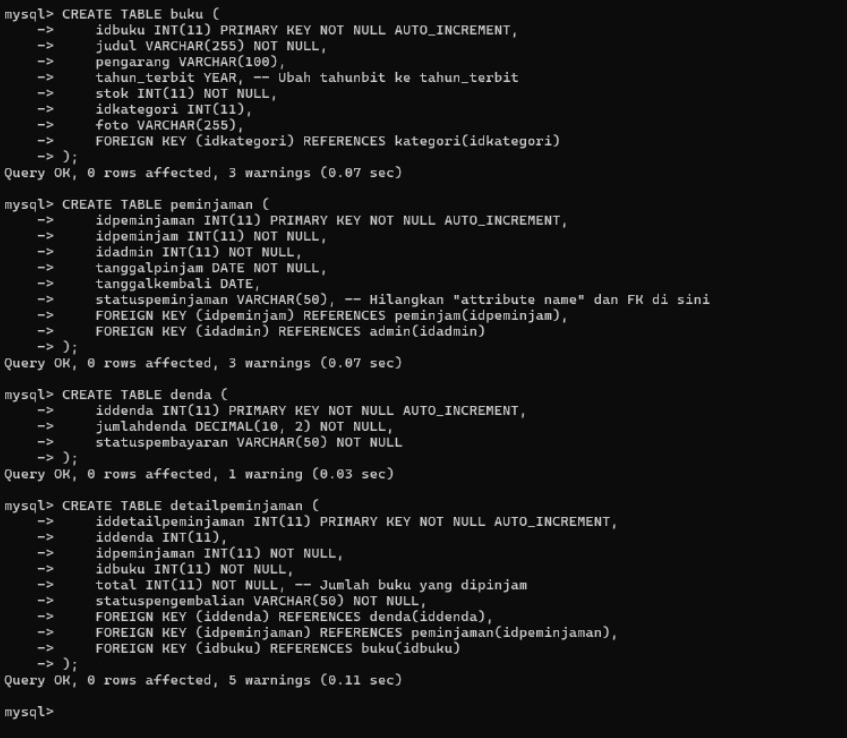 mysql> CREATE TABLE buku (
    ->     idbuku INT(11) PRIMARY KEY NOT NULL AUTO_INCREMENT,
    ->     judul VARCHAR(255) NOT NULL,
    ->     pengarang VARCHAR(100),
    ->     tahun_terbit YEAR, -- Ubah tahunbit ke tahun_terbit
    ->     stok INT(11) NOT NULL,
    ->     idkategori INT(11),
    ->     foto VARCHAR(255),
    ->     FOREIGN KEY (idkategori) REFERENCES kategori(idkategori)
    -> );
Query OK, 0 rows affected, 3 warnings (0.07 sec)

mysql> CREATE TABLE peminjaman (
    ->     idpeminjaman INT(11) PRIMARY KEY NOT NULL AUTO_INCREMENT,
    ->     idpeminjam INT(11) NOT NULL,
    ->     idadmin INT(11) NOT NULL,
    ->     tanggalpinjam DATE NOT NULL,
    ->     tanggalkembali DATE,
    ->     statuspeminjaman VARCHAR(50), -- Hilangkan "attribute name" dan FK di sini
    ->     FOREIGN KEY (idpeminjam) REFERENCES peminjam(idpeminjam),
    ->     FOREIGN KEY (idadmin) REFERENCES admin(idadmin)
    -> );
Query OK, 0 rows affected, 3 warnings (0.07 sec)

mysql> CREATE TABLE denda (
    ->     iddenda INT(11) PRIMARY KEY NOT NULL AUTO_INCREMENT,
    ->     jumlahdenda DECIMAL(10, 2) NOT NULL,
    ->     statuspembayaran VARCHAR(50) NOT NULL
    -> );
Query OK, 0 rows affected, 1 warning (0.03 sec)

mysql> CREATE TABLE detailpeminjaman (
    ->     iddetailpeminjaman INT(11) PRIMARY KEY NOT NULL AUTO_INCREMENT,
    ->     iddenda INT(11),
    ->     idpeminjaman INT(11) NOT NULL,
    ->     idbuku INT(11) NOT NULL,
    ->     total INT(11) NOT NULL, -- Jumlah buku yang dipinjam
    ->     statuspengembalian VARCHAR(50) NOT NULL,
    ->     FOREIGN KEY (iddenda) REFERENCES denda(iddenda),
    ->     FOREIGN KEY (idpeminjaman) REFERENCES peminjaman(idpeminjaman),
    ->     FOREIGN KEY (idbuku) REFERENCES buku(idbuku)
    -> );
Query OK, 0 rows affected, 5 warnings (0.11 sec)

mysql>